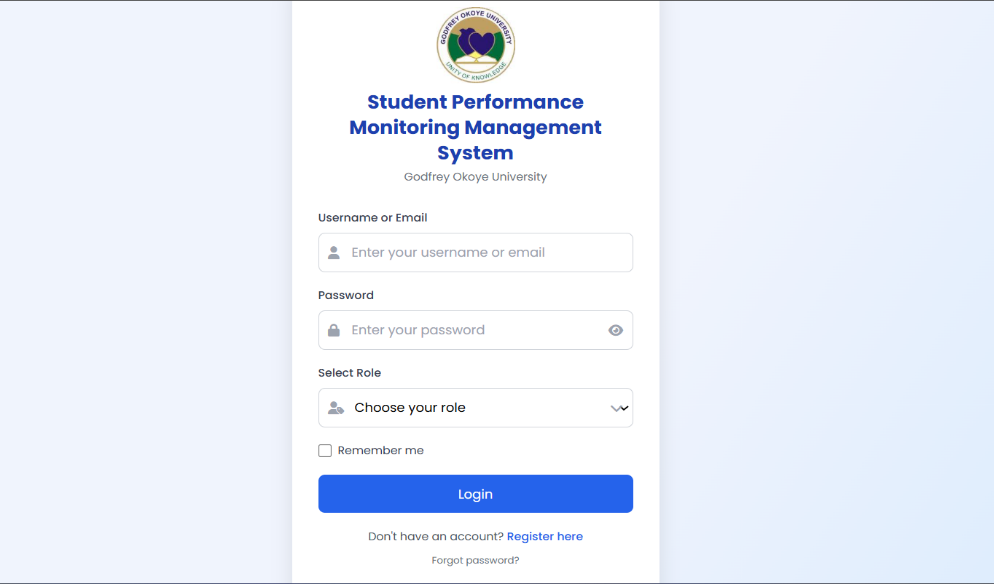 GODFREY OKOYE UNIVERSITY
UNITY OF KNOWLEDGE
Student Performance
Monitoring Management
System
Godfrey Okoye University
Username or Email
Enter your username or email
Password
Enter your password
Select Role
Choose your role
Remember me
Login
Don't have an account? Register here
Forgot password?